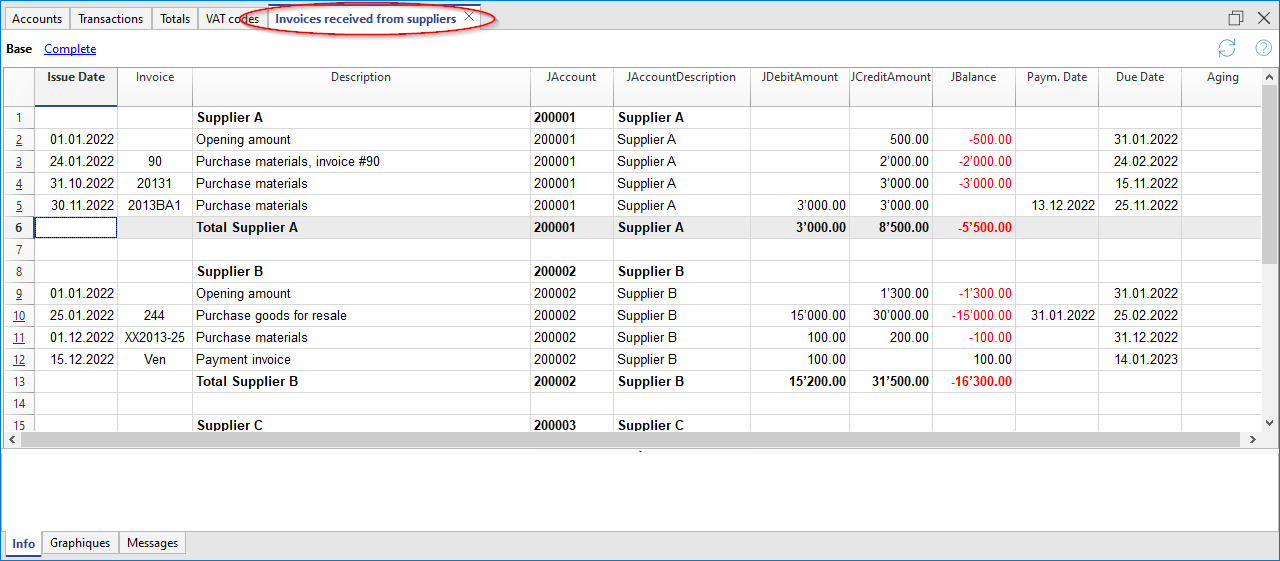 Accounts Transactions Totals VAT codes Invoices received from suppliers
Base Complete
Issue Date Invoice Description JAccount JAccountDescription JDebitAmount JCreditAmount JBalance Paym. Date Due Date Aging
1 Supplier A 200001 Supplier A
2 01.01.2022 Opening amount 200001 Supplier A 500.00 -500.00 31.01.2022
3 24.01.2022 90 Purchase materials, invoice #90 200001 Supplier A 2'000.00 -2'000.00 24.02.2022
4 31.10.2022 20131 Purchase materials 200001 Supplier A 3'000.00 -3'000.00 15.11.2022
5 30.11.2022 2013BA1 Purchase materials 200001 Supplier A 3'000.00 3'000.00 13.12.2022 25.11.2022
6 Total Supplier A 200001 Supplier A 3'000.00 8'500.00 -5'500.00
7
8 Supplier B 200002 Supplier B
9 01.01.2022 Opening amount 200002 Supplier B 1'300.00 -1'300.00 31.01.2022
10 25.01.2022 244 Purchase goods for resale 200002 Supplier B 15'000.00 30'000.00 -15'000.00 31.01.2022 25.02.2022
11 01.12.2022 XX2013-25 Purchase materials 200002 Supplier B 100.00 200.00 -100.00 31.12.2022
12 15.12.2022 Ven Payment invoice 200002 Supplier B 100.00 100.00 14.01.2023
13 Total Supplier B 200002 Supplier B 15'200.00 31'500.00 -16'300.00
14
15 Supplier C 200003 Supplier C
Info Graphiques Messages